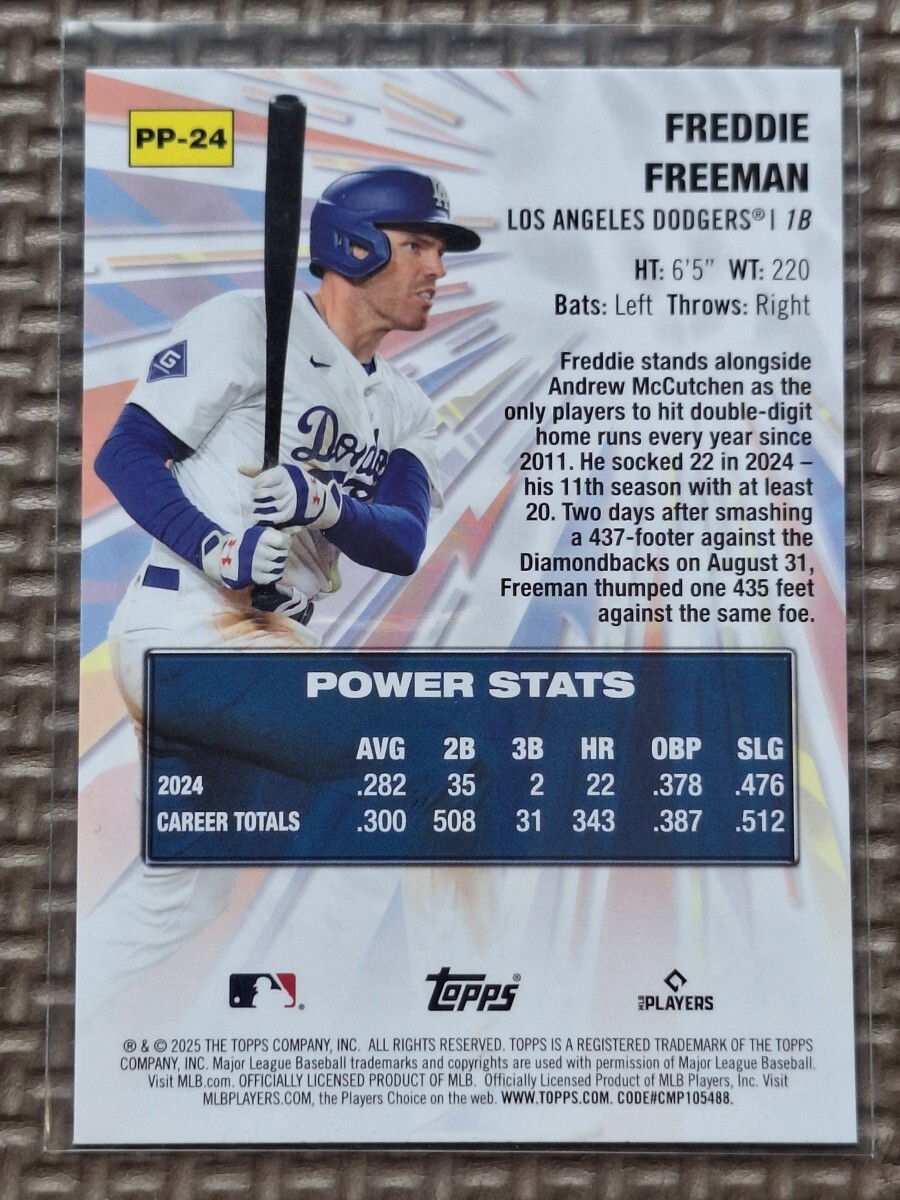 PP-24
FREDDIE
FREEMAN
LOS ANGELES DODGERS® | 1B
HT: 6'5" WT: 220
Bats: Left Throws: Right
Freddie stands alongside
Andrew McCutchen as the
only players to hit double-digit
home runs every year since
2011. He socked 22 in 2024 –
his 11th season with at least
20. Two days after smashing
a 437-footer against the
Diamondbacks on August 31,
Freeman thumped one 435 feet
against the same foe.
LA
G
Dodge
POWER STATS
AVG 2B 3B HR OBP SLG
2024 .282 35 2 22 .378 .476
CAREER TOTALS .300 508 31 343 .387 .512
topps®
MLB PLAYERS
® & © 2025 THE TOPPS COMPANY, INC. ALL RIGHTS RESERVED. TOPPS IS A REGISTERED TRADEMARK OF THE TOPPS
COMPANY, INC. Major League Baseball trademarks and copyrights are used with permission of Major League Baseball.
Visit MLB.com. OFFICIALLY LICENSED PRODUCT OF MLB. Officially Licensed Product of MLB Players, Inc. Visit
MLBPLAYERS.COM, the Players Choice on the web. WWW.TOPPS.COM. CODE#CMP105488.